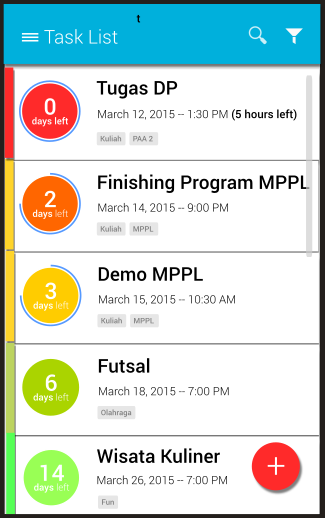 t
Task List
0
days left
Tugas DP
March 12, 2015 -- 1:30 PM (5 hours left)
Kuliah PAA 2
2
days left
Finishing Program MPPL
March 14, 2015 -- 9:00 PM
Kuliah MPPL
3
days left
Demo MPPL
March 15, 2015 -- 10:30 AM
Kuliah MPPL
6
days left
Futsal
March 18, 2015 -- 7:00 PM
Olahraga
14
days left
Wisata Kuliner
March 26, 2015 -- 7:00 PM
Fun
+